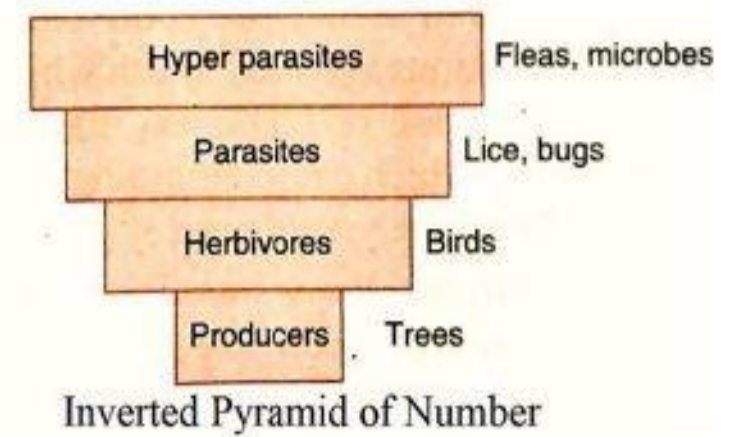 Hyper parasites Fleas, microbes
Parasites Lice, bugs
Herbivores Birds
Producers Trees
Inverted Pyramid of Number